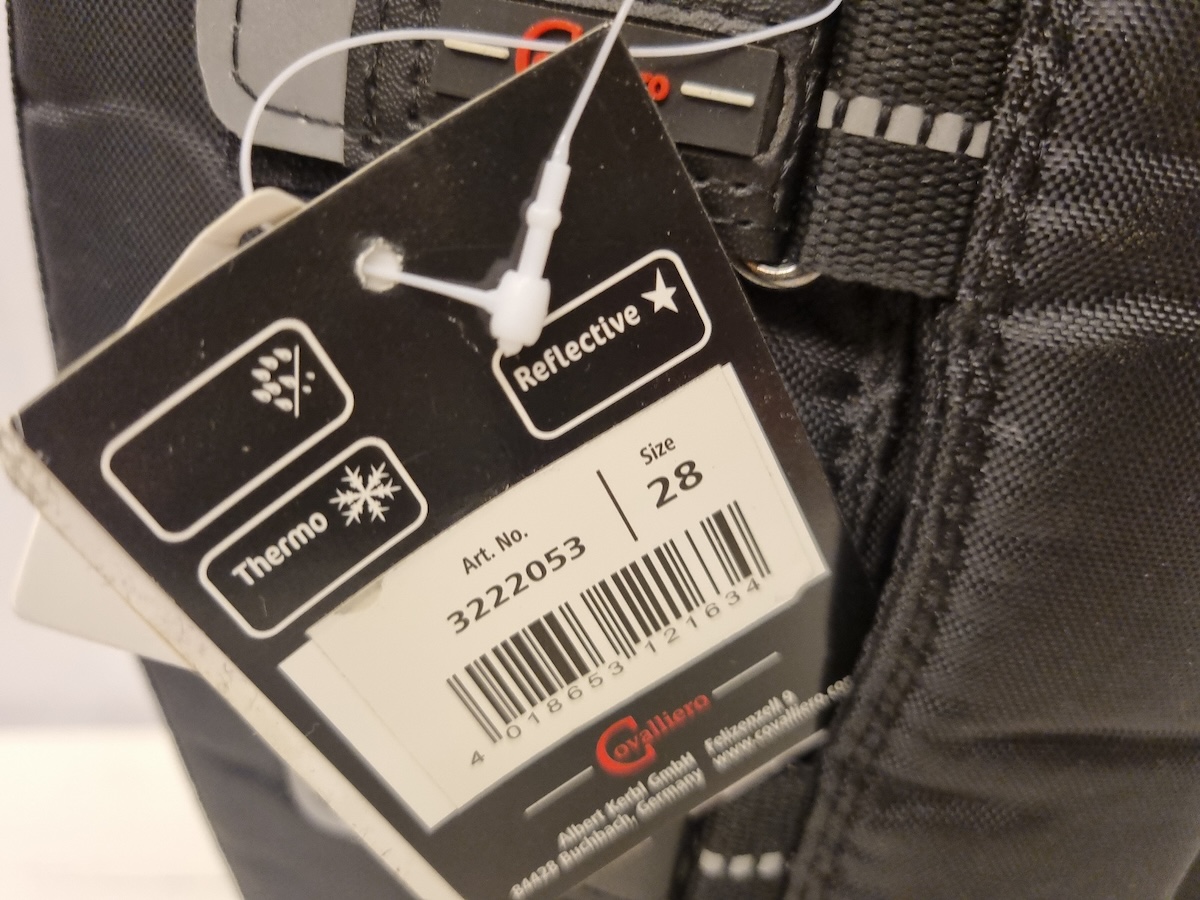 Reflective
Thermo
Size
28
Art. No.
3222053
4 018653 121634
Covalliero
Albert Kerbl GmbH
Felizenzell 9
84428 Buchbach, Germany
www.covalliero.com